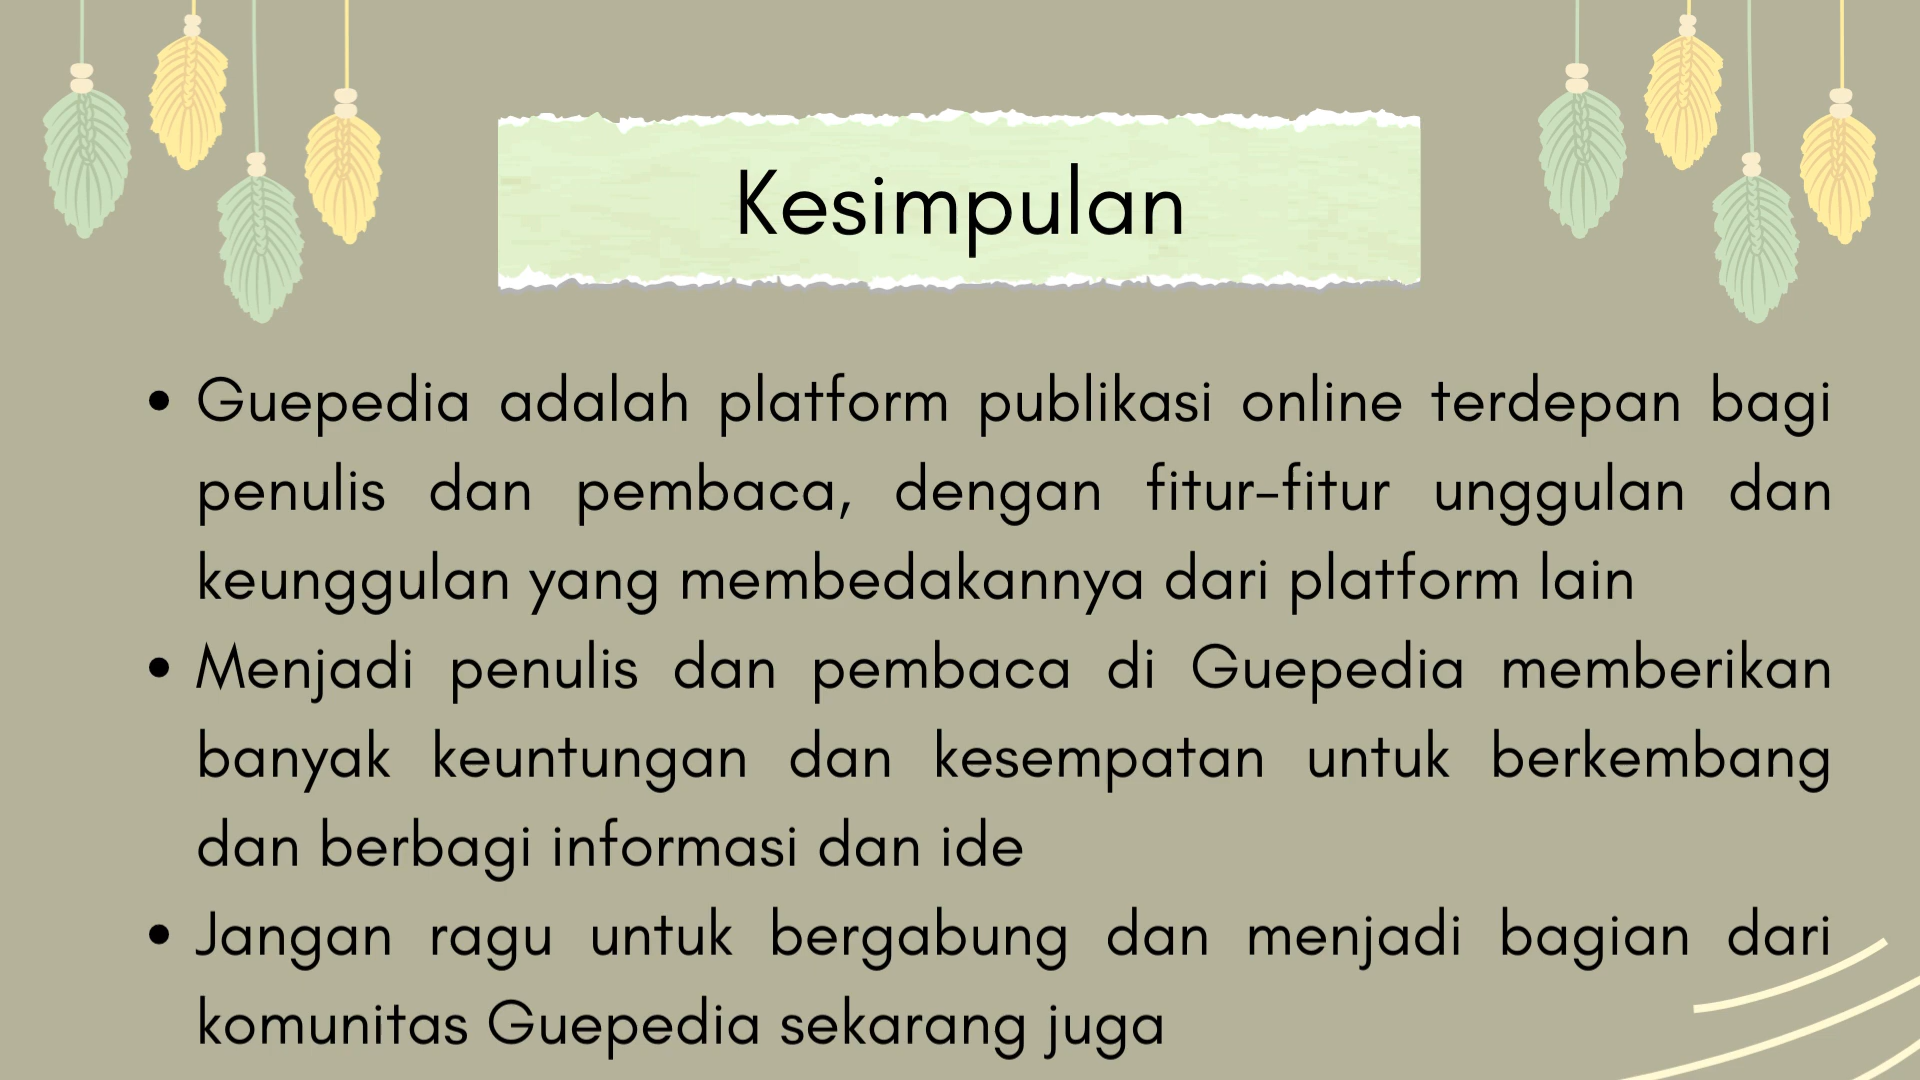 Kesimpulan
• Guepedia adalah platform publikasi online terdepan bagi
penulis dan pembaca, dengan fitur-fitur unggulan dan
keunggulan yang membedakannya dari platform lain
• Menjadi penulis dan pembaca di Guepedia memberikan
banyak keuntungan dan kesempatan untuk berkembang
dan berbagi informasi dan ide
• Jangan ragu untuk bergabung dan menjadi bagian dari
komunitas Guepedia sekarang juga